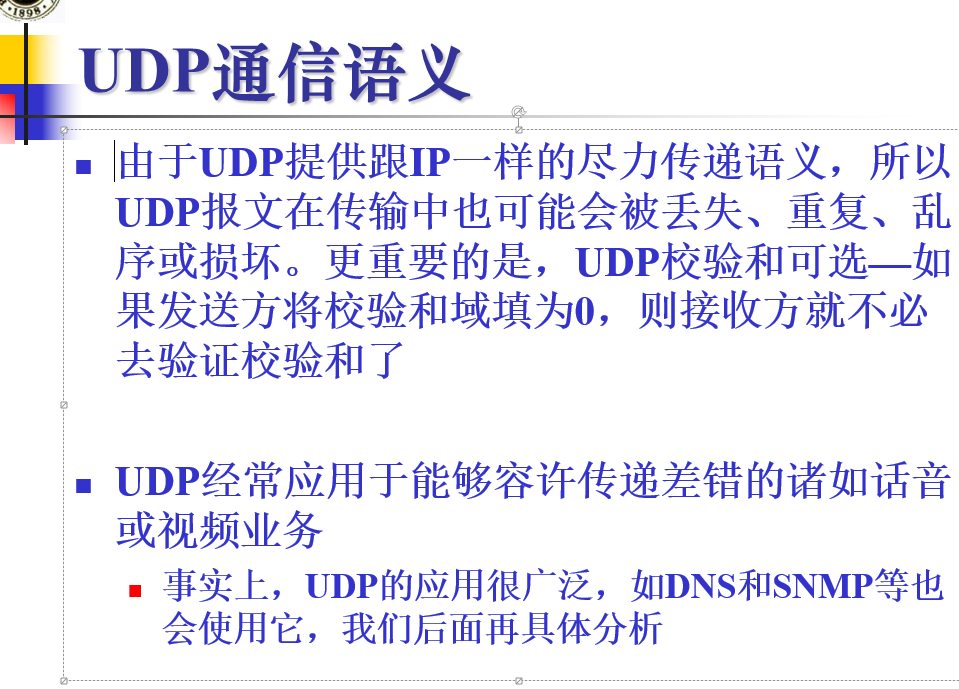 1898
UDP通信语义
由于UDP提供跟IP一样的尽力传递语义，所以
UDP报文在传输中也可能会被丢失、重复、乱
序或损坏。更重要的是，UDP校验和可选—如
果发送方将校验和域填为0，则接收方就不必
去验证校验和了
UDP经常应用于能够容许传递差错的诸如话音
或视频业务
事实上，UDP的应用很广泛，如DNS和SNMP等也
会使用它，我们后面再具体分析